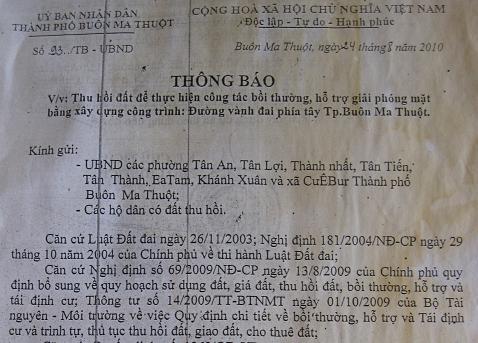 UỶ BAN NHÂN DÂN
THÀNH PHỐ BUÔN MA THUỘT
CỘNG HOÀ XÃ HỘI CHỦ NGHĨA VIỆT NAM
Độc lập - Tự do - Hạnh phúc
Số 93../TB - UBND
Buôn Ma Thuột, ngày 24 tháng 8 năm 2010
THÔNG BÁO
V/v: Thu hồi đất để thực hiện công tác bồi thường, hỗ trợ giải phóng mặt
bằng xây dựng công trình: Đường vành đai phía tây Tp.Buôn Ma Thuột.
Kính gửi:
- UBND các phường Tân An, Tân Lợi, Thành nhất, Tân Tiến,
Tân Thành, EaTam, Khánh Xuân và xã CưÊBur Thành phố
Buôn Ma Thuột;
- Các hộ dân có đất thu hồi.
Căn cứ Luật Đất đai ngày 26/11/2003; Nghị định 181/2004/NĐ-CP ngày 29
tháng 10 năm 2004 của Chính phủ về thi hành Luật Đất đai;
Căn cứ Nghị định số 69/2009/NĐ-CP ngày 13/8/2009 của Chính phủ quy
định bổ sung về quy hoạch sử dụng đất, giá đất, thu hồi đất, bồi thường, hỗ trợ và
tái định cư; Thông tư số 14/2009/TT-BTNMT ngày 01/10/2009 của Bộ Tài
nguyên - Môi trường về việc Quy định chi tiết về bồi thường, hỗ trợ và Tái định
cư và trình tự, thủ tục thu hồi đất, giao đất, cho thuê đất;